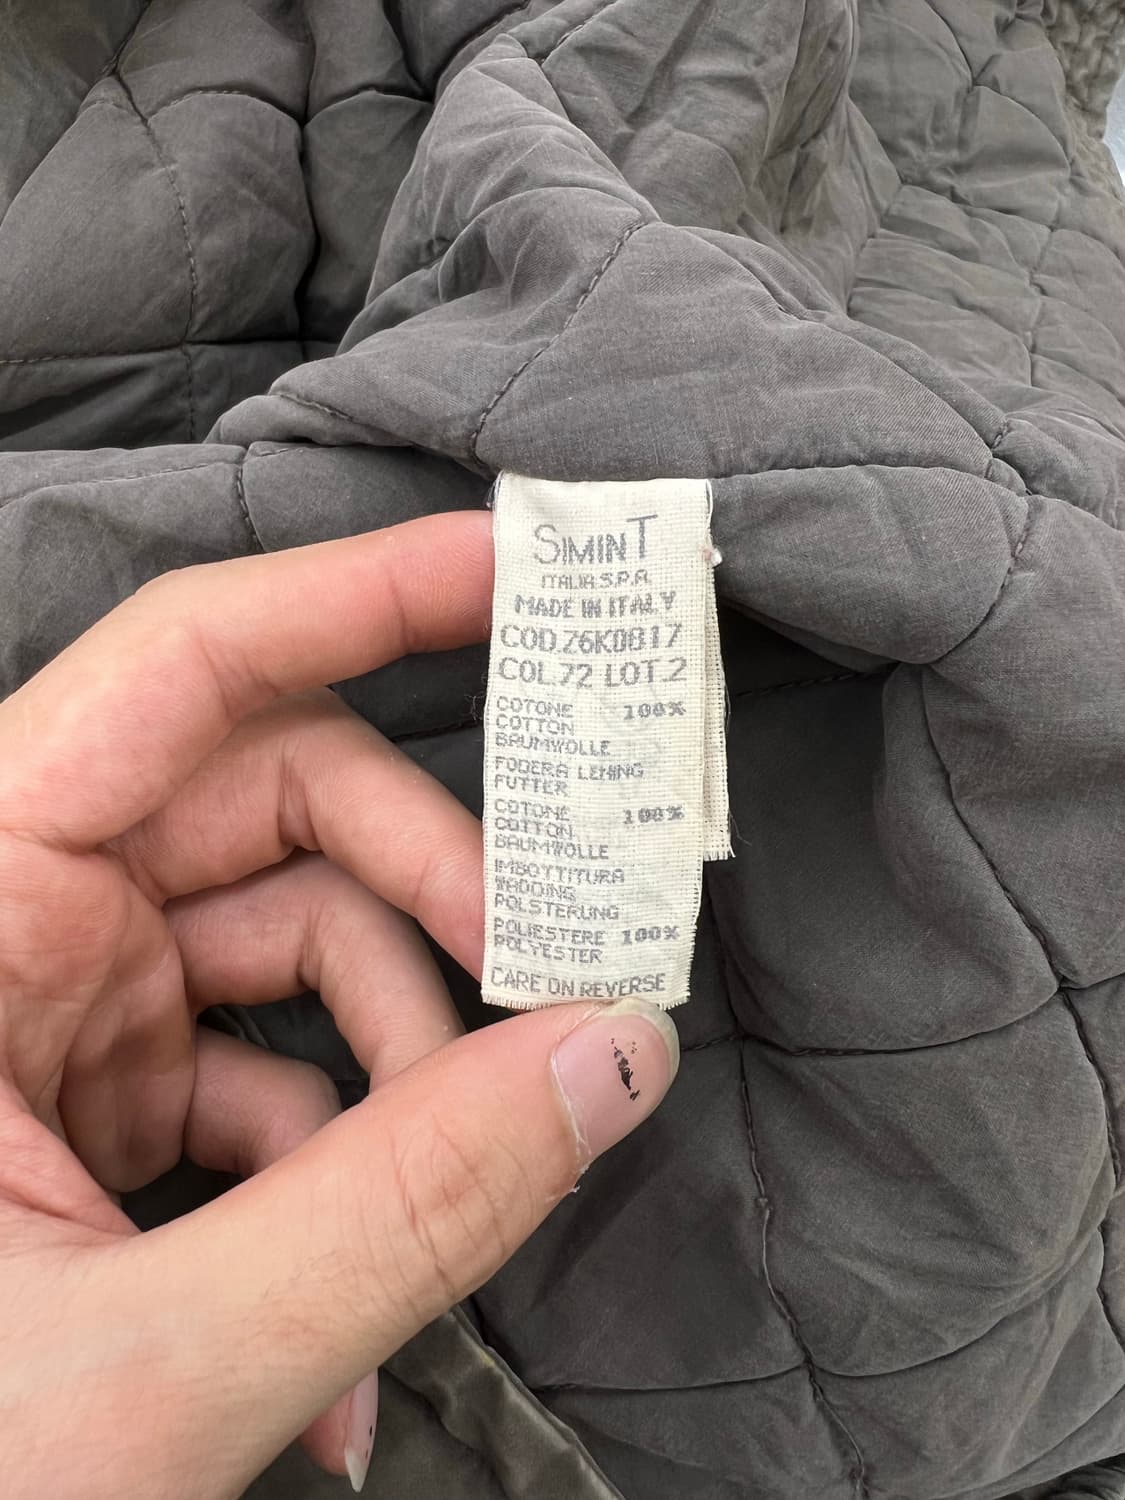 SIMINT
ITALIA S.P.A.
MADE IN ITALY
COD.Z6K0817
COL.72 LOT.2
COTONE 100%
COTTON
BAUMWOLLE
FODERA LENING
FUTTER
COTONE 100%
COTTON
BAUMWOLLE
IMBOTTITURA
WADDING
POLSTERUNG
POLIESTERE 100%
POLYESTER
CARE ON REVERSE